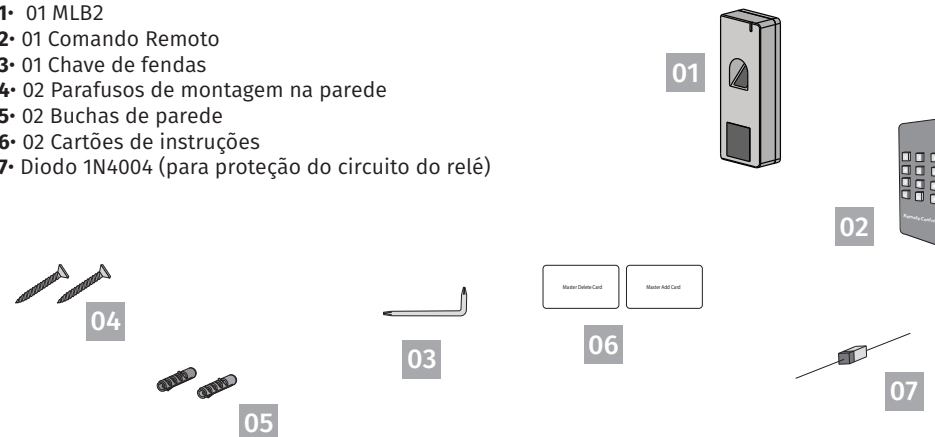 1• 01 MLB2
2• 01 Comando Remoto
3• 01 Chave de fendas
4• 02 Parafusos de montagem na parede
5• 02 Buchas de parede
6• 02 Cartões de instruções
7• Diodo 1N4004 (para proteção do circuito do relé)
01
02
Master Delete Card
Master Add Card
04
03
06
07
05